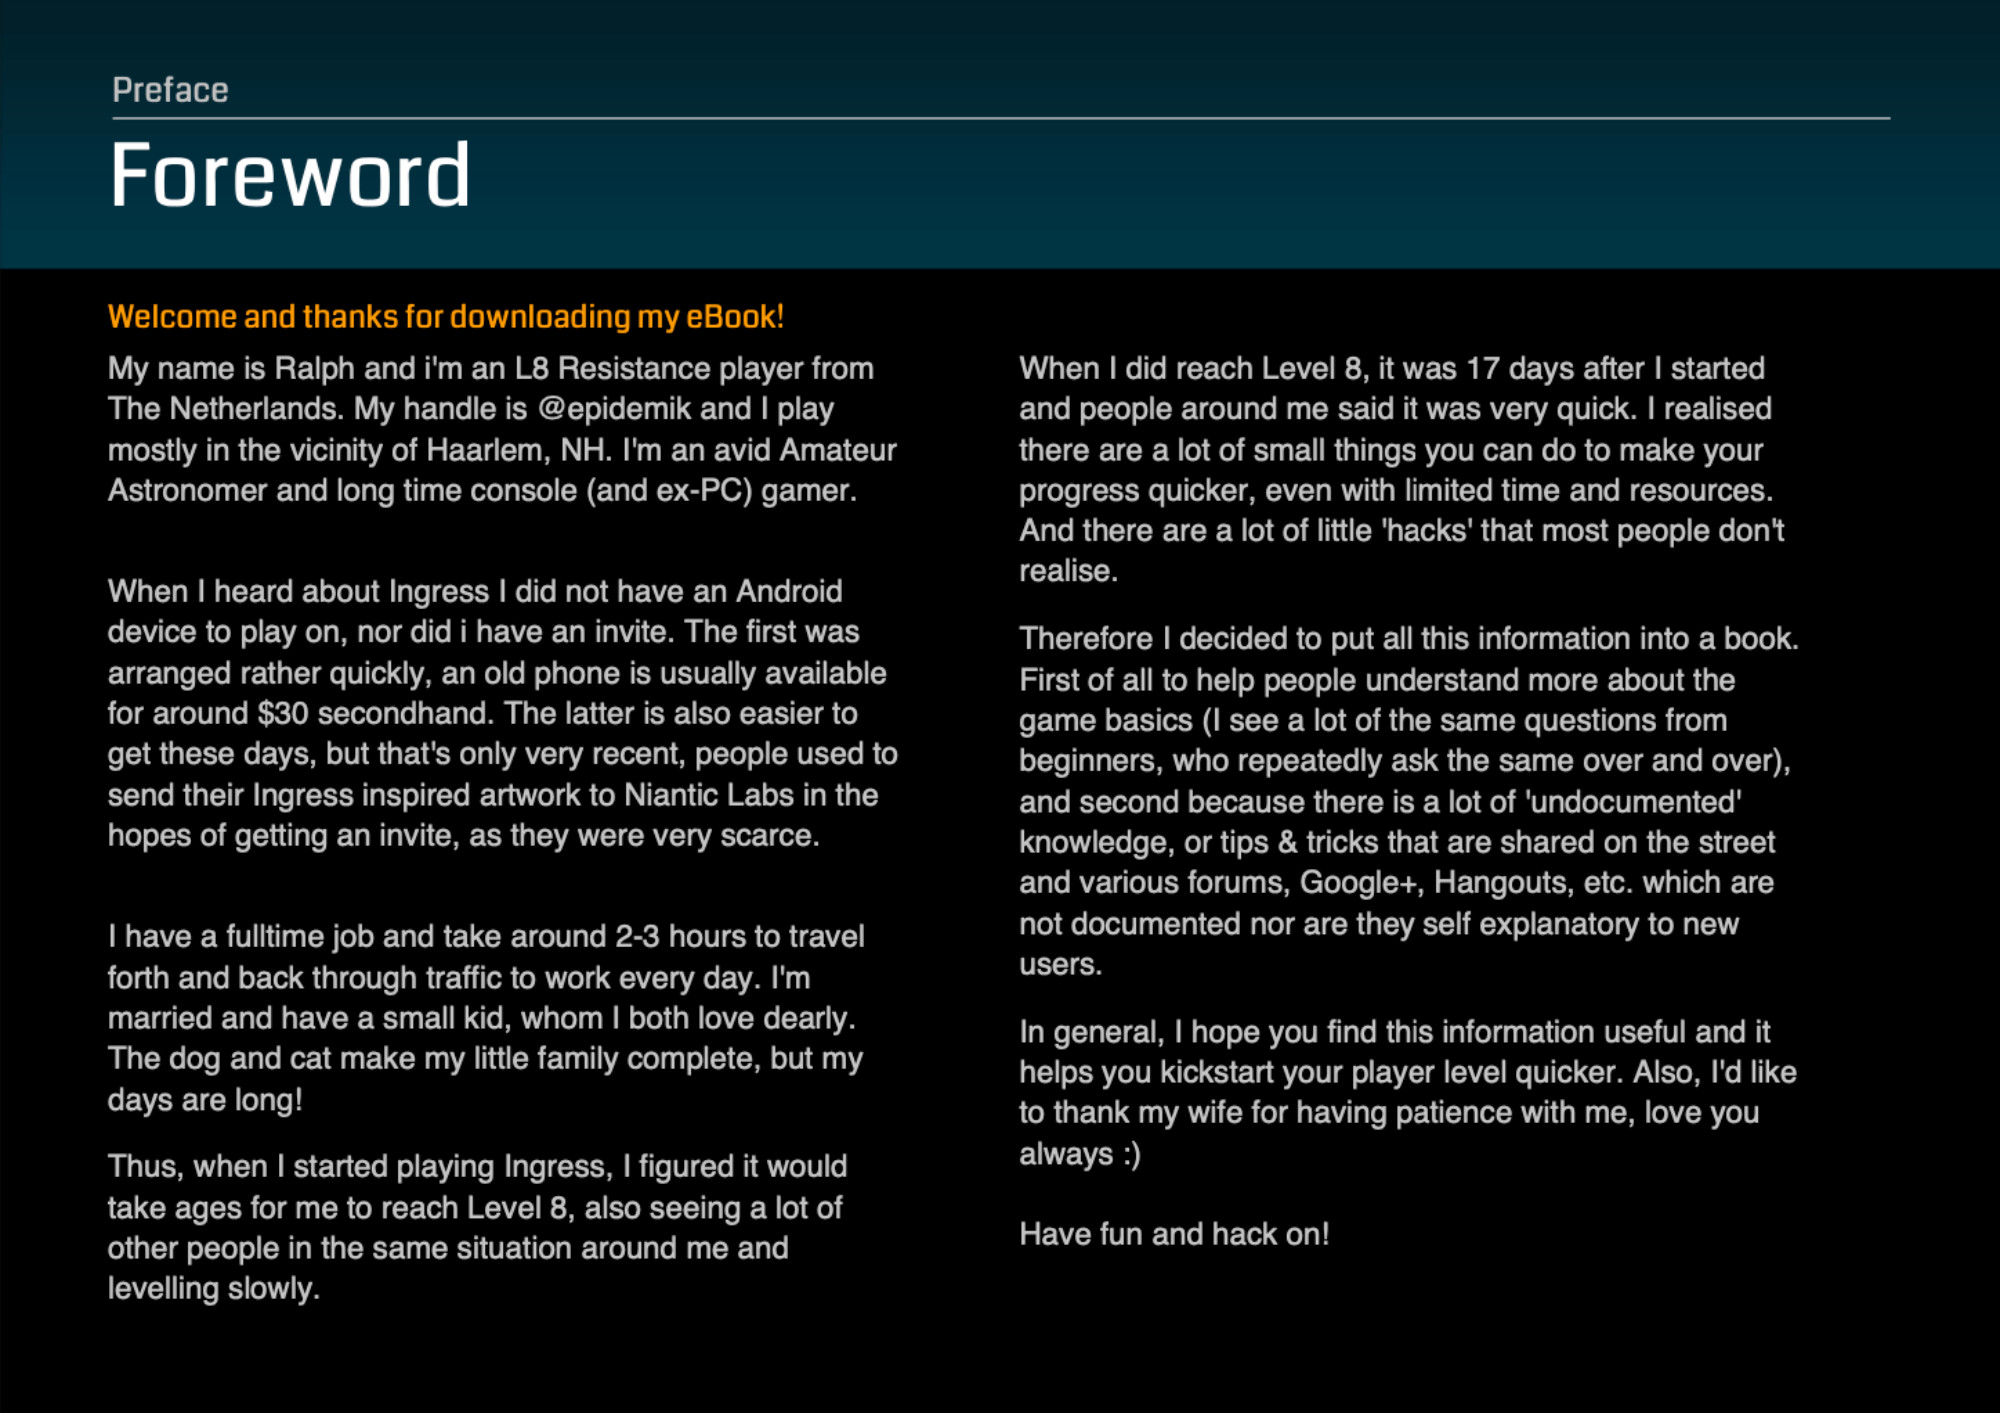 Preface
Foreword
Welcome and thanks for downloading my eBook!
My name is Ralph and i'm an L8 Resistance player from
The Netherlands. My handle is @epidemik and I play
mostly in the vicinity of Haarlem, NH. I'm an avid Amateur
Astronomer and long time console (and ex-PC) gamer.
When I heard about Ingress I did not have an Android
device to play on, nor did i have an invite. The first was
arranged rather quickly, an old phone is usually available
for around $30 secondhand. The latter is also easier to
get these days, but that's only very recent, people used to
send their Ingress inspired artwork to Niantic Labs in the
hopes of getting an invite, as they were very scarce.
I have a fulltime job and take around 2-3 hours to travel
forth and back through traffic to work every day. I'm
married and have a small kid, whom I both love dearly.
The dog and cat make my little family complete, but my
days are long!
Thus, when I started playing Ingress, I figured it would
take ages for me to reach Level 8, also seeing a lot of
other people in the same situation around me and
levelling slowly.
When I did reach Level 8, it was 17 days after I started
and people around me said it was very quick. I realised
there are a lot of small things you can do to make your
progress quicker, even with limited time and resources.
And there are a lot of little 'hacks' that most people don't
realise.
Therefore I decided to put all this information into a book.
First of all to help people understand more about the
game basics (I see a lot of the same questions from
beginners, who repeatedly ask the same over and over),
and second because there is a lot of 'undocumented'
knowledge, or tips & tricks that are shared on the street
and various forums, Google+, Hangouts, etc. which are
not documented nor are they self explanatory to new
users.
In general, I hope you find this information useful and it
helps you kickstart your player level quicker. Also, I'd like
to thank my wife for having patience with me, love you
always :)
Have fun and hack on!